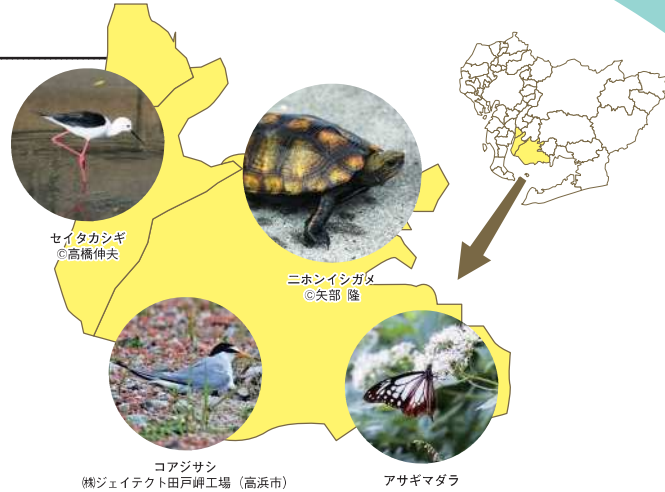 セイタカシギ
©高橋伸夫
ニホンイシガメ
©矢部 隆
コアジサシ
㈱ジェイテクト田戸岬工場（高浜市）
アサギマダラ